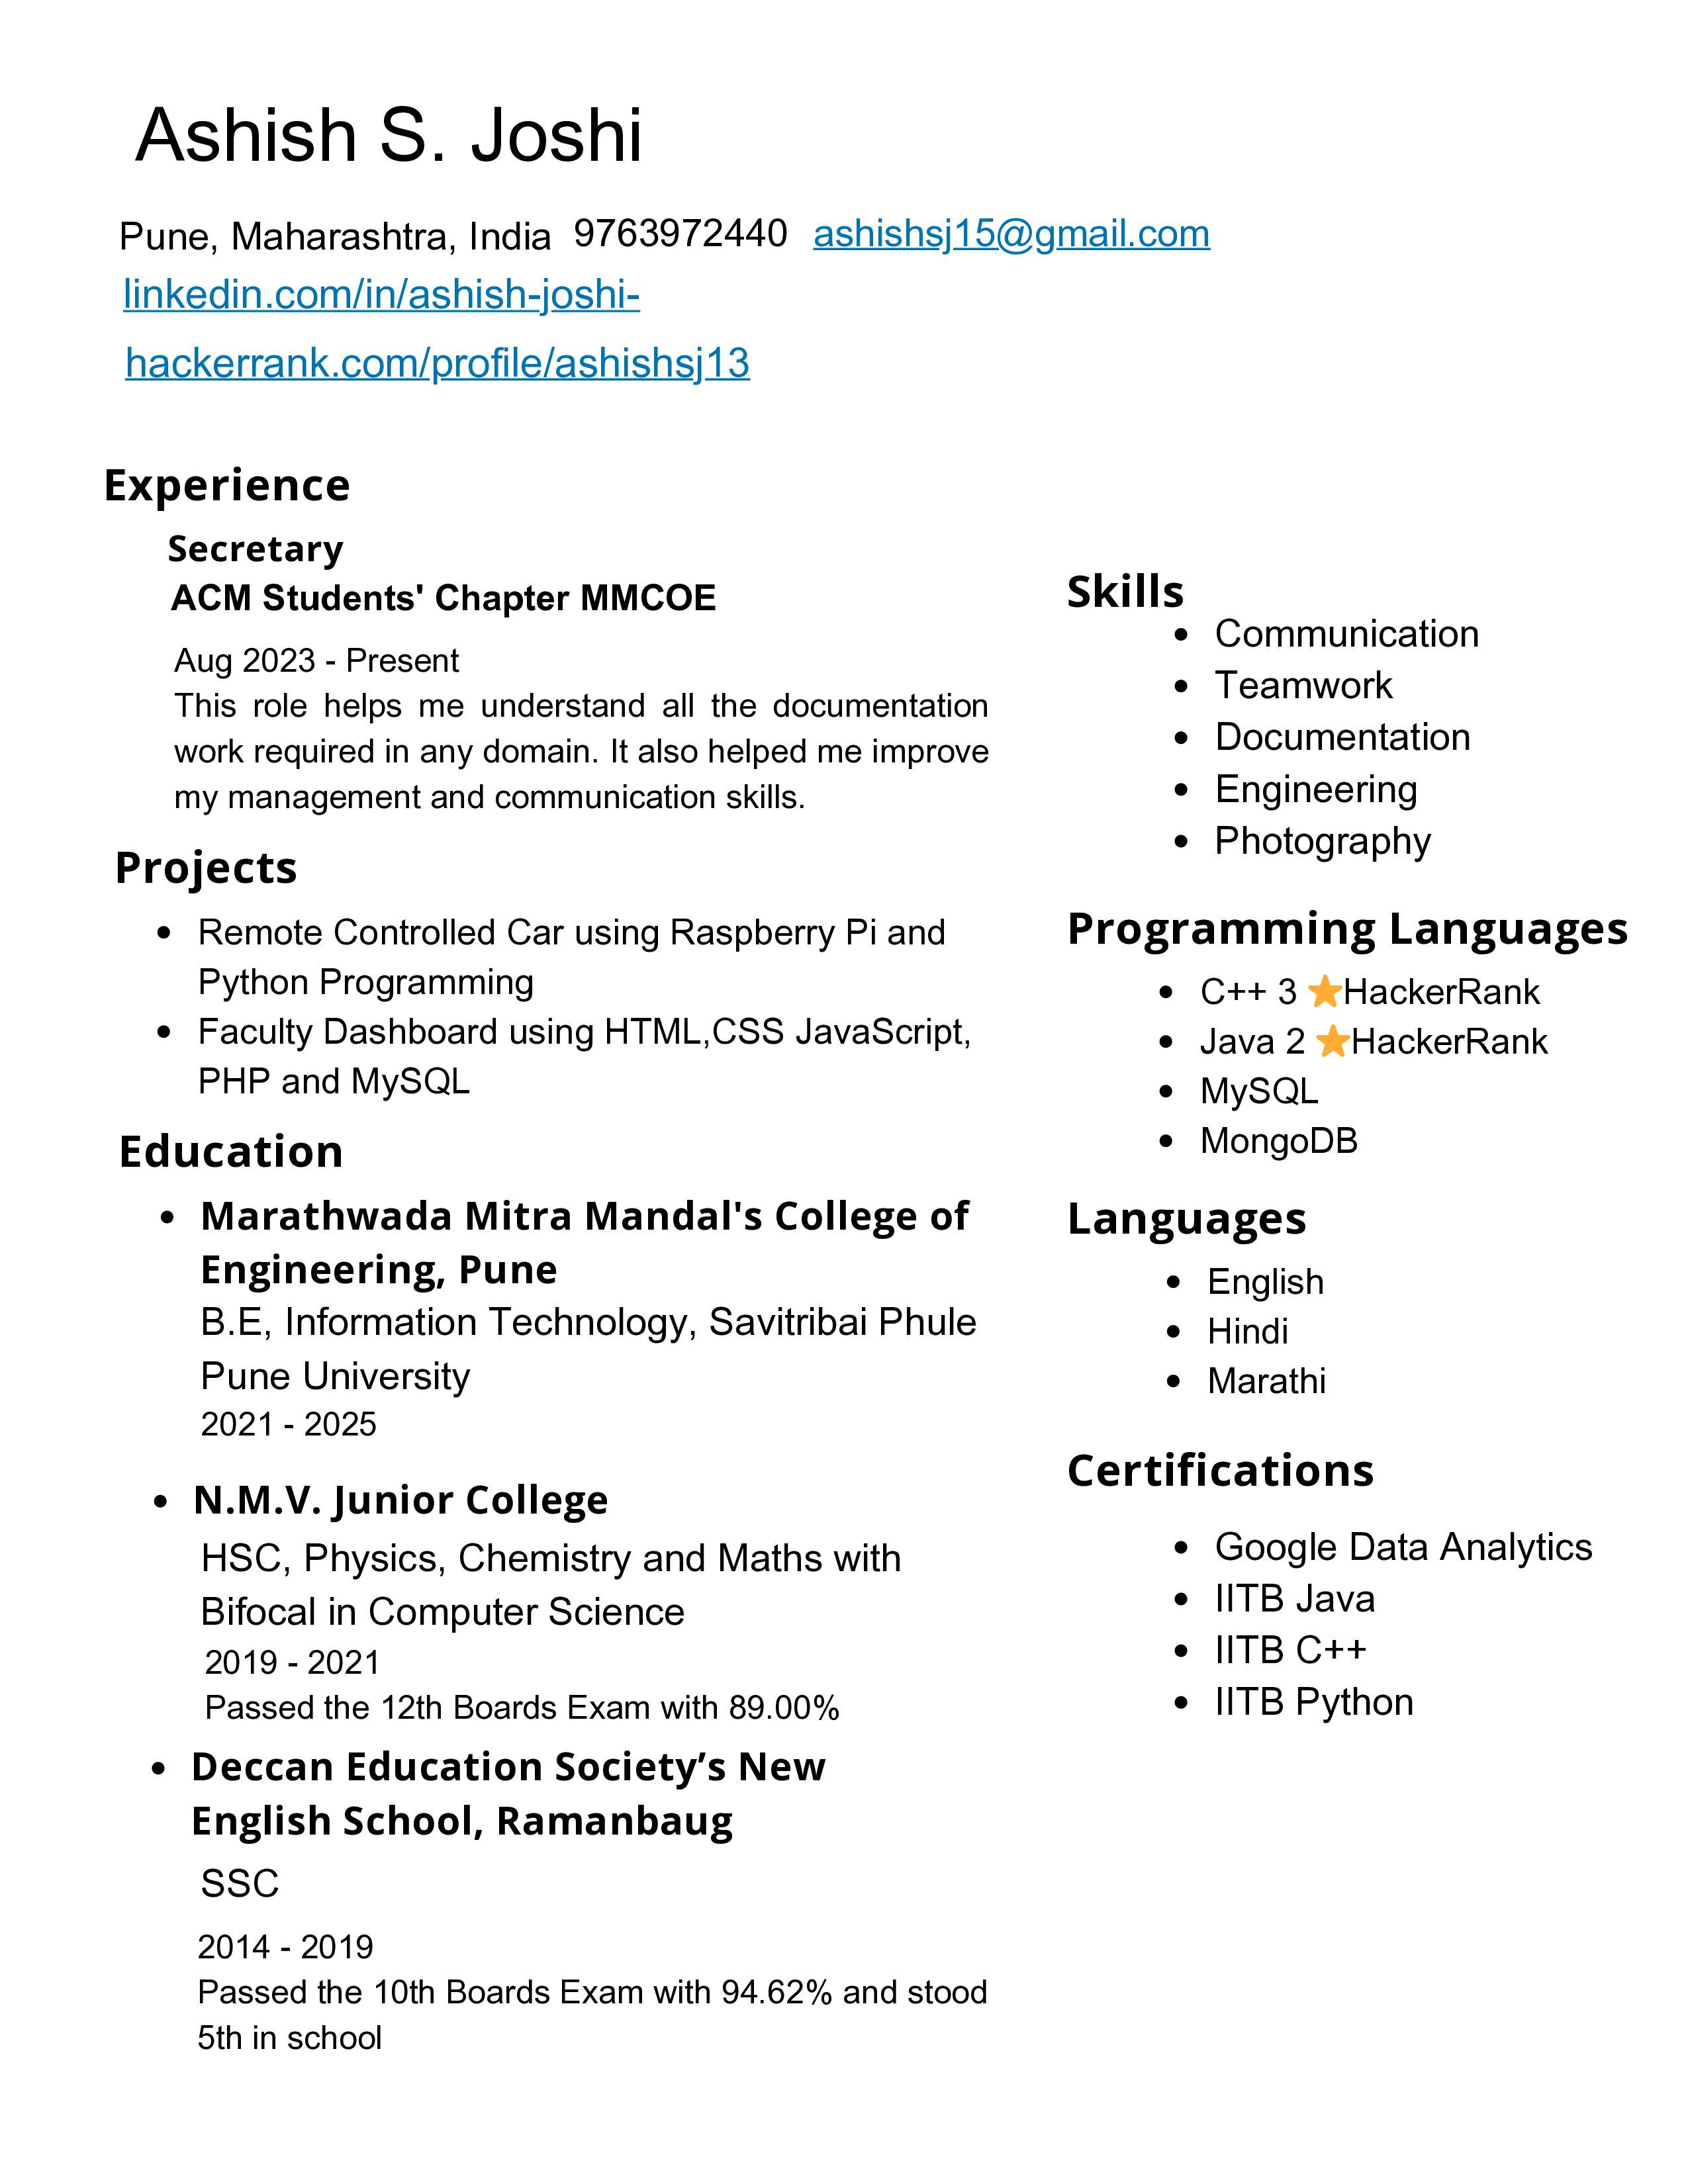 Ashish S. Joshi
Pune, Maharashtra, India 9763972440 ashishsj15@gmail.com
linkedin.com/in/ashish-joshi-
hackerrank.com/profile/ashishsj13
Experience
Secretary
ACM Students' Chapter MMCOE
Aug 2023 - Present
This role helps me understand all the documentation
work required in any domain. It also helped me improve
my management and communication skills.
Projects
• Remote Controlled Car using Raspberry Pi and
Python Programming
• Faculty Dashboard using HTML,CSS JavaScript,
PHP and MySQL
Education
• Marathwada Mitra Mandal's College of
Engineering, Pune
B.E, Information Technology, Savitribai Phule
Pune University
2021 - 2025
• N.M.V. Junior College
HSC, Physics, Chemistry and Maths with
Bifocal in Computer Science
2019 - 2021
Passed the 12th Boards Exam with 89.00%
• Deccan Education Society’s New
English School, Ramanbaug
SSC
2014 - 2019
Passed the 10th Boards Exam with 94.62% and stood
5th in school
Skills
• Communication
• Teamwork
• Documentation
• Engineering
• Photography
Programming Languages
• C++ 3 ⭐HackerRank
• Java 2 ⭐HackerRank
• MySQL
• MongoDB
Languages
• English
• Hindi
• Marathi
Certifications
• Google Data Analytics
• IITB Java
• IITB C++
• IITB Python